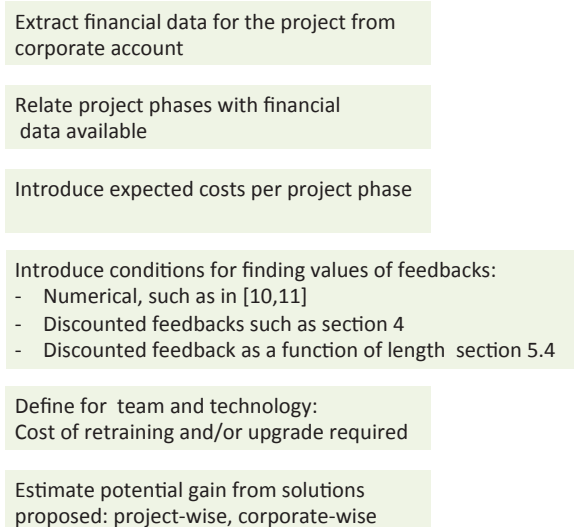 Extract financial data for the project from
corporate account
Relate project phases with financial
data available
Introduce expected costs per project phase
Introduce conditions for finding values of feedbacks:
- Numerical, such as in [10,11]
- Discounted feedbacks such as section 4
- Discounted feedback as a function of length section 5.4
Define for team and technology:
Cost of retraining and/or upgrade required
Estimate potential gain from solutions
proposed: project-wise, corporate-wise